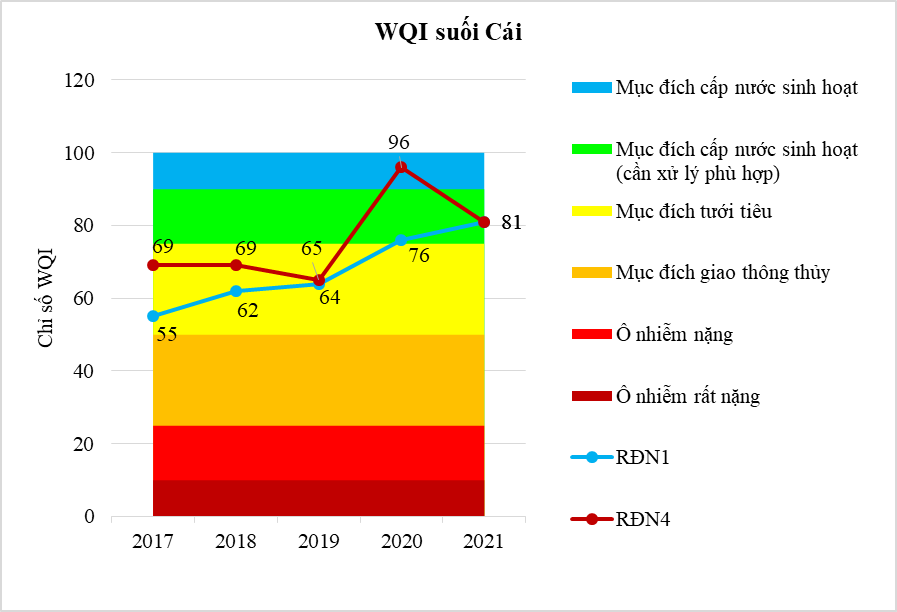 WQI suối Cái
Chỉ số WQI
120
100
80
60
40
20
0
2017 2018 2019 2020 2021
69 69 65 96 81
55 62 64 76
Mục đích cấp nước sinh hoạt
Mục đích cấp nước sinh hoạt
(cần xử lý phù hợp)
Mục đích tưới tiêu
Mục đích giao thông thủy
Ô nhiễm nặng
Ô nhiễm rất nặng
RĐN1
RĐN4